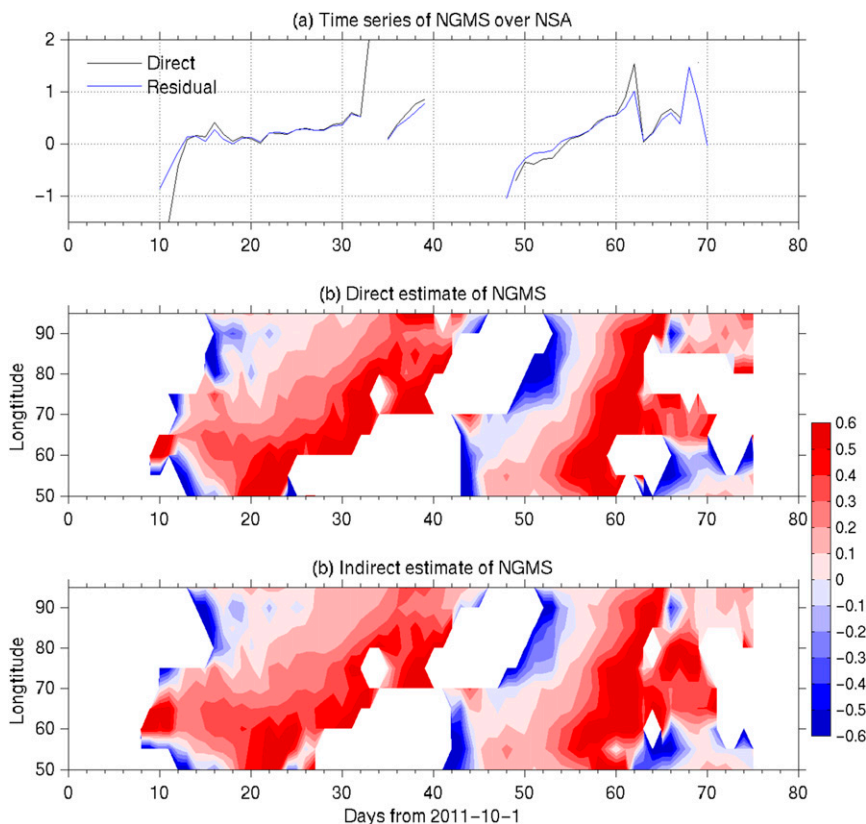 (a) Time series of NGMS over NSA
2
1
0
−1
Direct
Residual
0 10 20 30 40 50 60 70 80
(b) Direct estimate of NGMS
Longtitude
90
80
70
60
50
0 10 20 30 40 50 60 70 80
(b) Indirect estimate of NGMS
Longtitude
90
80
70
60
50
0 10 20 30 40 50 60 70 80
Days from 2011−10−1
0.6
0.5
0.4
0.3
0.2
0.1
0
−0.1
−0.2
−0.3
−0.4
−0.5
−0.6